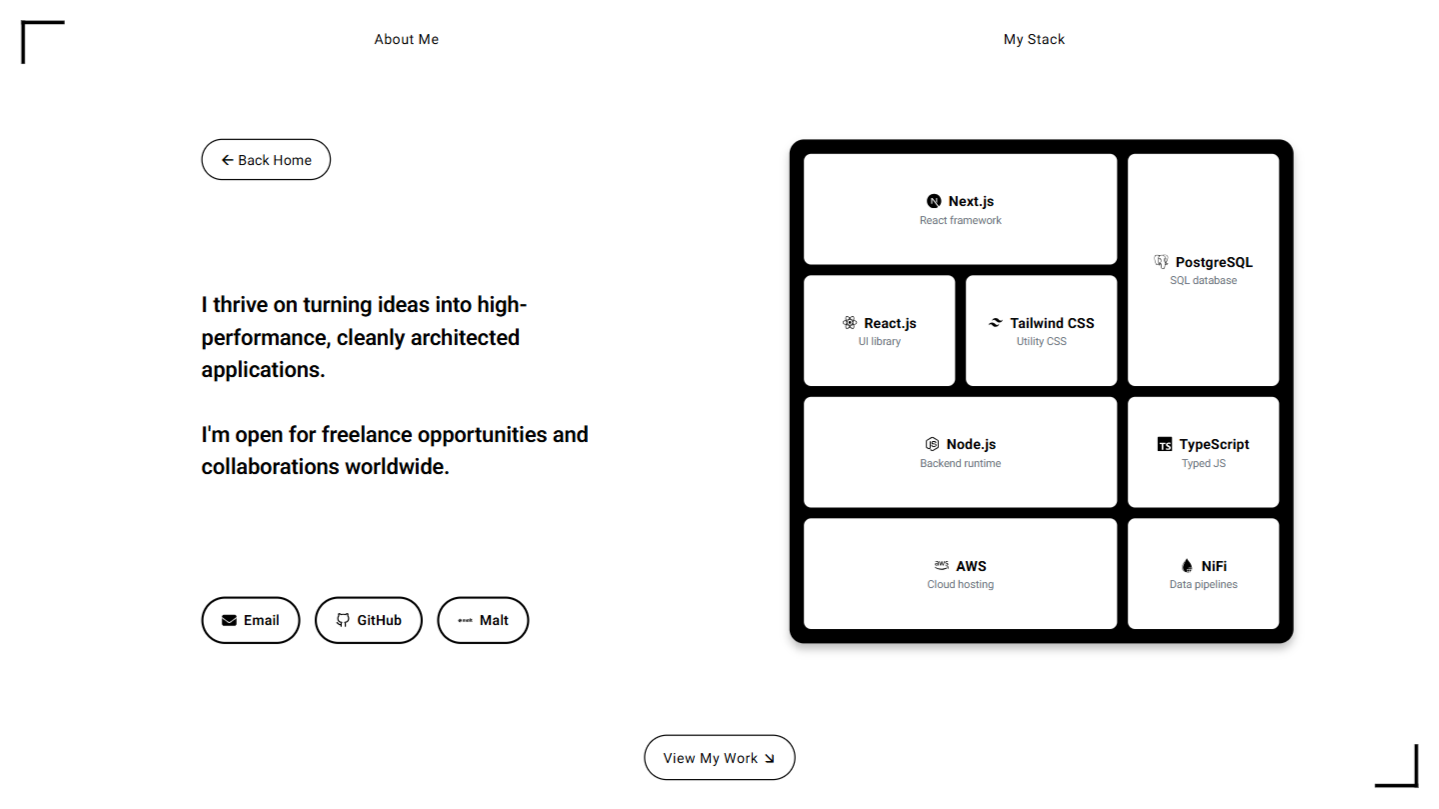 About Me
My Stack
← Back Home
I thrive on turning ideas into high-
performance, cleanly architected
applications.
I'm open for freelance opportunities and
collaborations worldwide.
Email
GitHub
Malt
N Next.js
React framework
PostgreSQL
SQL database
React.js
UI library
Tailwind CSS
Utility CSS
JS Node.js
Backend runtime
TS TypeScript
Typed JS
aws AWS
Cloud hosting
NiFi
Data pipelines
View My Work ↘